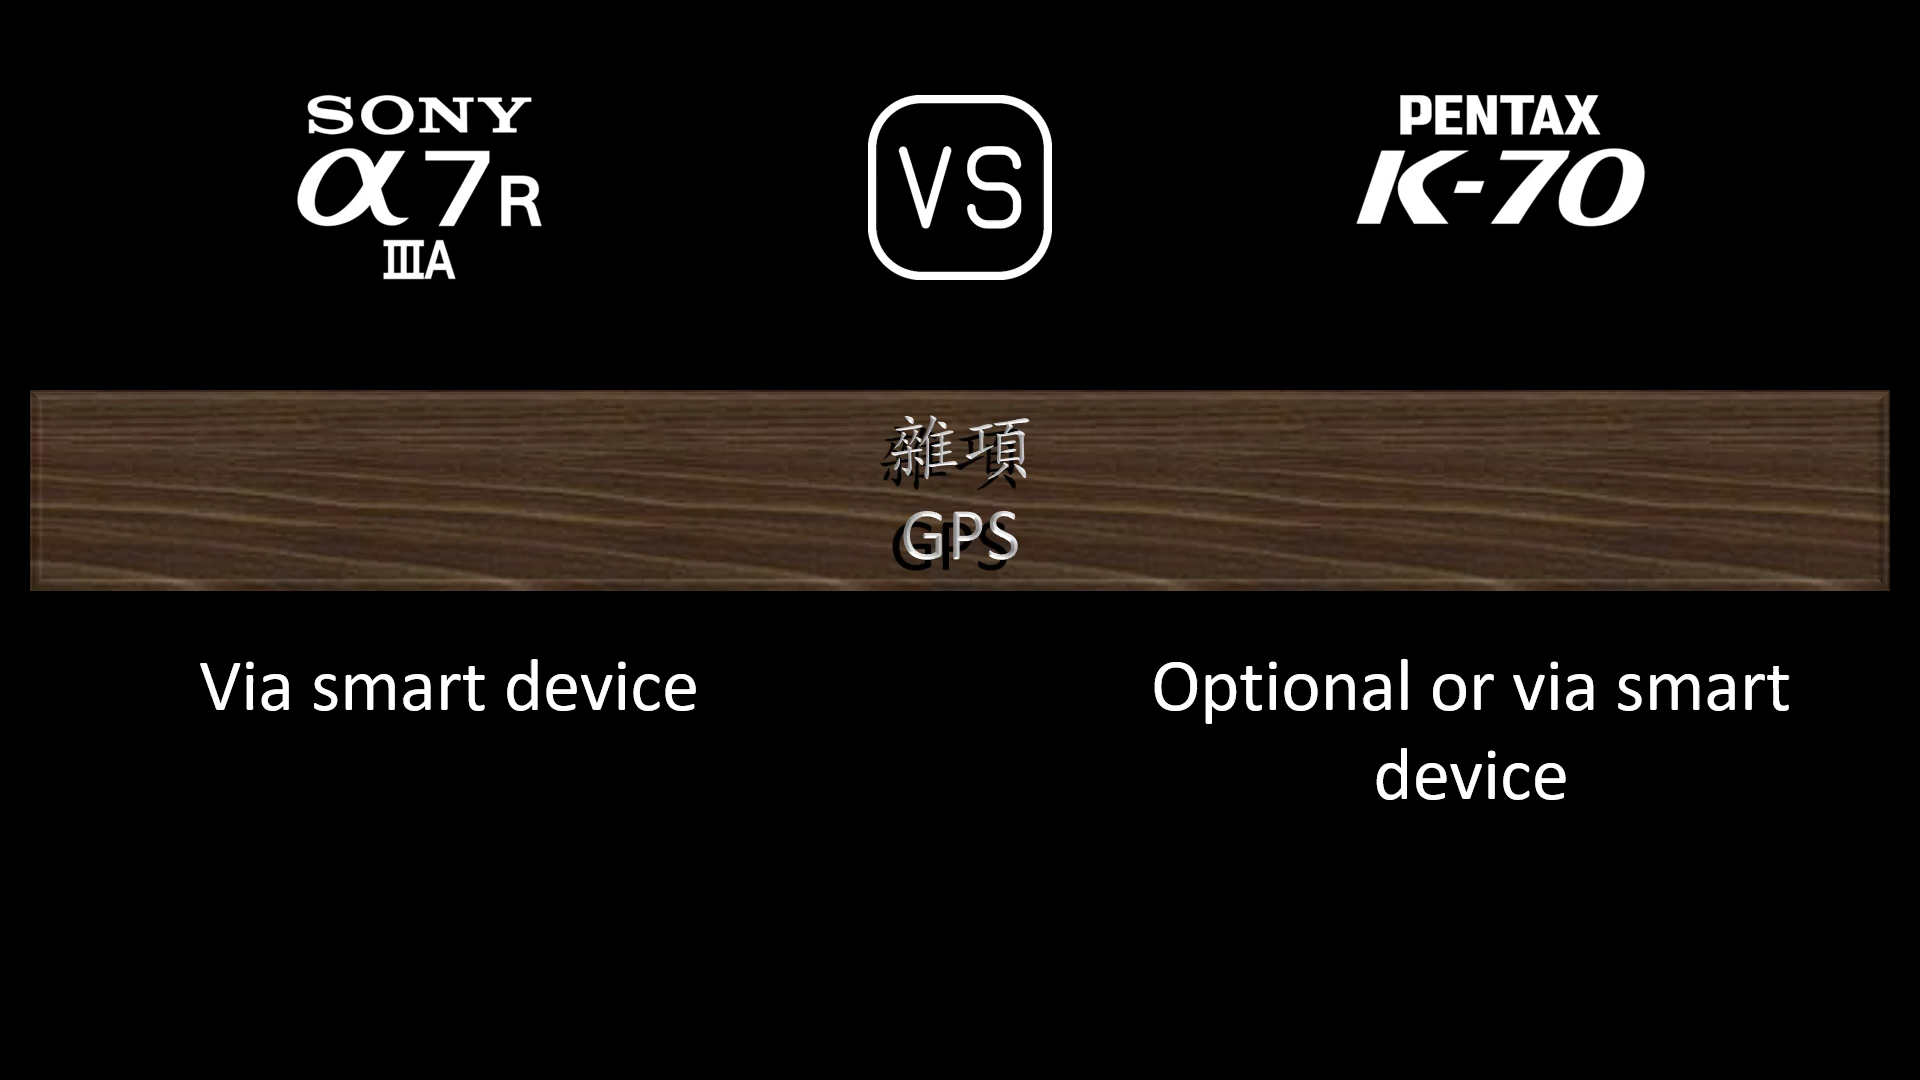 SONY
α7R
IIIA
VS
PENTAX
K-70
雜項
GPS
Via smart device
Optional or via smart
device